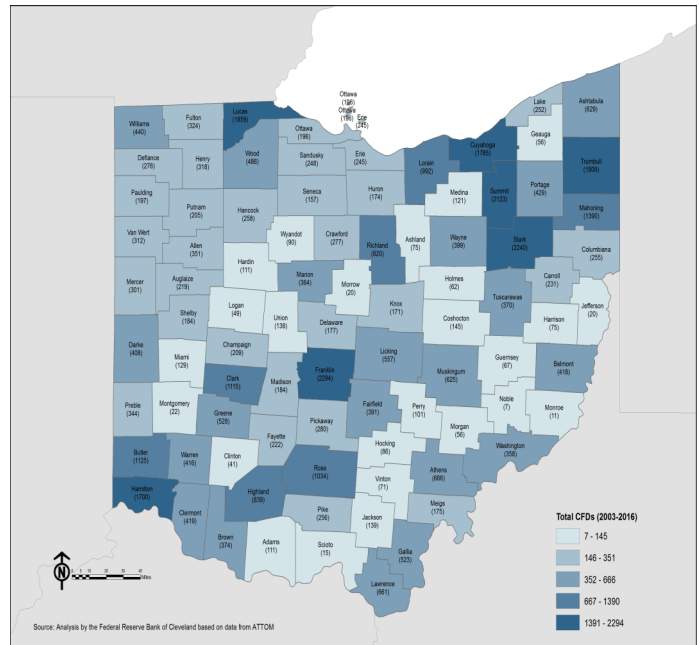 Ottawa
(196)
Ottawa
(196)
Erie
(245)
Lake
(252)
Ashtabula
(629)
Geauga
(56)
Williams
(440)
Fulton
(324)
Lucas
Ottawa
(196)
Cuyahoga
Trumbull
Defiance
(276)
Henry
(318)
Wood
(486)
Sandusky
(248)
Erie
(245)
Lorain
(992)
Medina
(121)
Summit
(2123)
Portage
(429)
Paulding
(197)
Putnam
(205)
Hancock
(258)
Seneca
(157)
Huron
(174)
Mahoning
(1390)
Van Wert
(312)
Allen
(351)
Wyandot
(90)
Crawford
(277)
Richland
(820)
Ashland
(75)
Wayne
(399)
Stark
(2240)
Columbiana
(255)
Mercer
(301)
Auglaize
(219)
Hardin
(111)
Marion
(364)
Morrow
(20)
Holmes
(62)
Tuscarawas
(370)
Carroll
(231)
Jefferson
(20)
Shelby
(184)
Logan
(49)
Union
(138)
Delaware
(177)
Knox
(171)
Coshocton
(145)
Harrison
(75)
Darke
(408)
Miami
(129)
Champaign
(209)
Clark
(1115)
Madison
(184)
Franklin
(2294)
Licking
(557)
Muskingum
(625)
Guernsey
(67)
Belmont
(418)
Preble
(344)
Montgomery
(22)
Greene
(528)
Pickaway
(280)
Fairfield
(391)
Perry
(101)
Morgan
(56)
Noble
(7)
Monroe
(11)
Fayette
(222)
Butler
(1125)
Warren
(416)
Clinton
(41)
Hocking
(86)
Athens
(666)
Washington
(358)
Hamilton
(1700)
Clermont
(419)
Highland
(839)
Ross
(1034)
Vinton
(71)
Meigs
(175)
Brown
(374)
Adams
(111)
Pike
(256)
Scioto
(15)
Jackson
(139)
Gallia
(523)
Lawrence
(661)
Total CFDs (2003-2016)
7 - 145
146 - 351
352 - 666
667 - 1390
1391 - 2294
N
Miles
Source: Analysis by the Federal Reserve Bank of Cleveland based on data from ATTOM